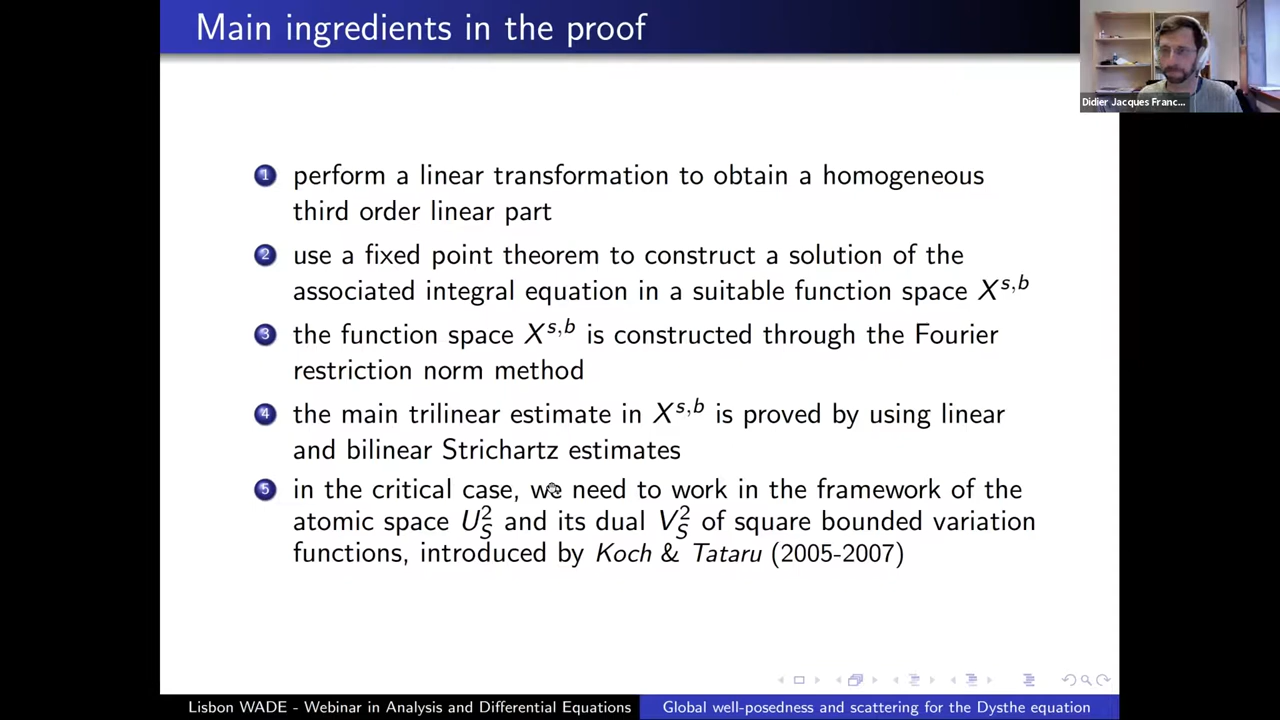 Main ingredients in the proof
Didier Jacques Franc...
1 perform a linear transformation to obtain a homogeneous
third order linear part
2 use a fixed point theorem to construct a solution of the
associated integral equation in a suitable function space X^{s,b}
3 the function space X^{s,b} is constructed through the Fourier
restriction norm method
4 the main trilinear estimate in X^{s,b} is proved by using linear
and bilinear Strichartz estimates
5 in the critical case, we need to work in the framework of the
atomic space U_S^2 and its dual V_S^2 of square bounded variation
functions, introduced by Koch & Tataru (2005-2007)
Lisbon WADE - Webinar in Analysis and Differential Equations
Global well-posedness and scattering for the Dysthe equation